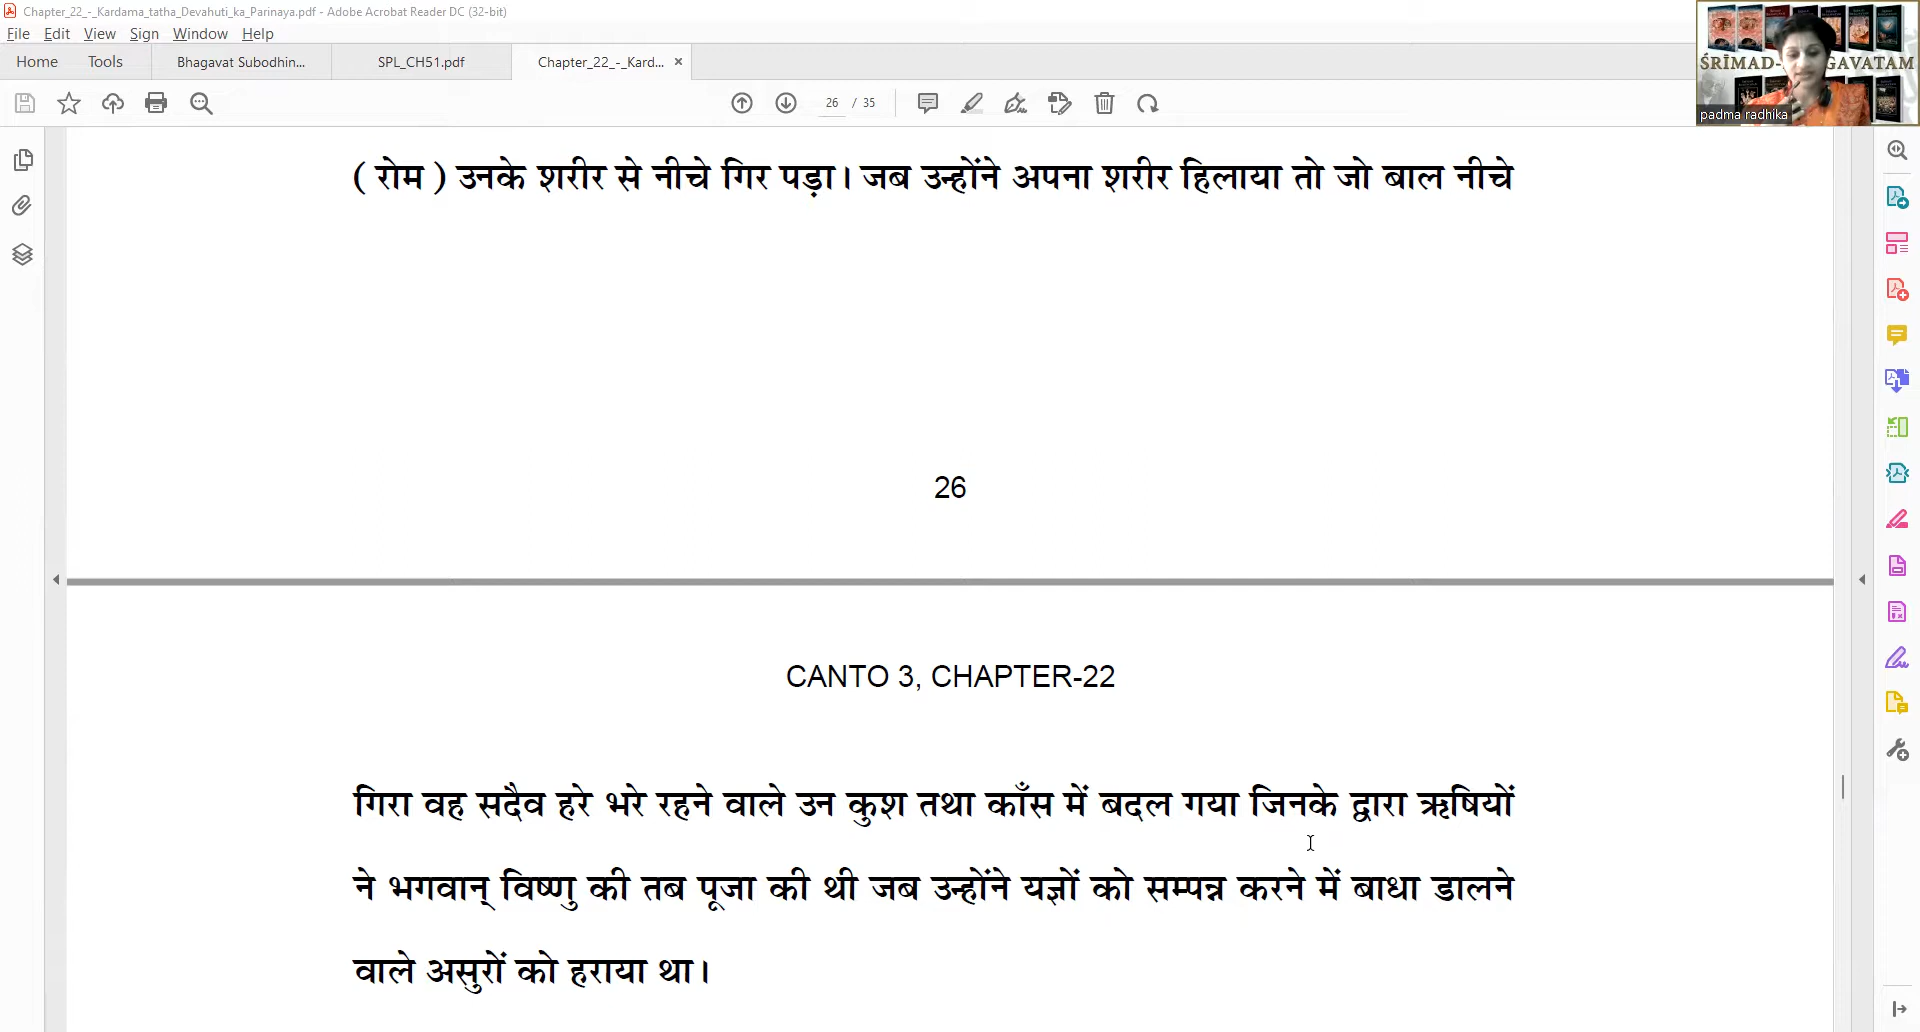 Chapter_22_-_Kardama_tatha_Devahuti_ka_Parinaya.pdf - Adobe Acrobat Reader DC (32-bit)
File Edit View Sign Window Help
Home Tools Bhagavat Subodhin... SPL_CH51.pdf Chapter_22_-_Kard... ×
26 / 35
ŚRĪMAD- GAVATAM
padma radhika
( रोम ) उनके शरीर से नीचे गिर पड़ा। जब उन्होंने अपना शरीर हिलाया तो जो बाल नीचे
26
CANTO 3, CHAPTER-22
गिरा वह सदैव हरे भरे रहने वाले उन कुश तथा काँस में बदल गया जिनके द्वारा ऋषियों
ने भगवान् विष्णु की तब पूजा की थी जब उन्होंने यज्ञों को सम्पन्न करने में बाधा डालने
वाले असुरों को हराया था।